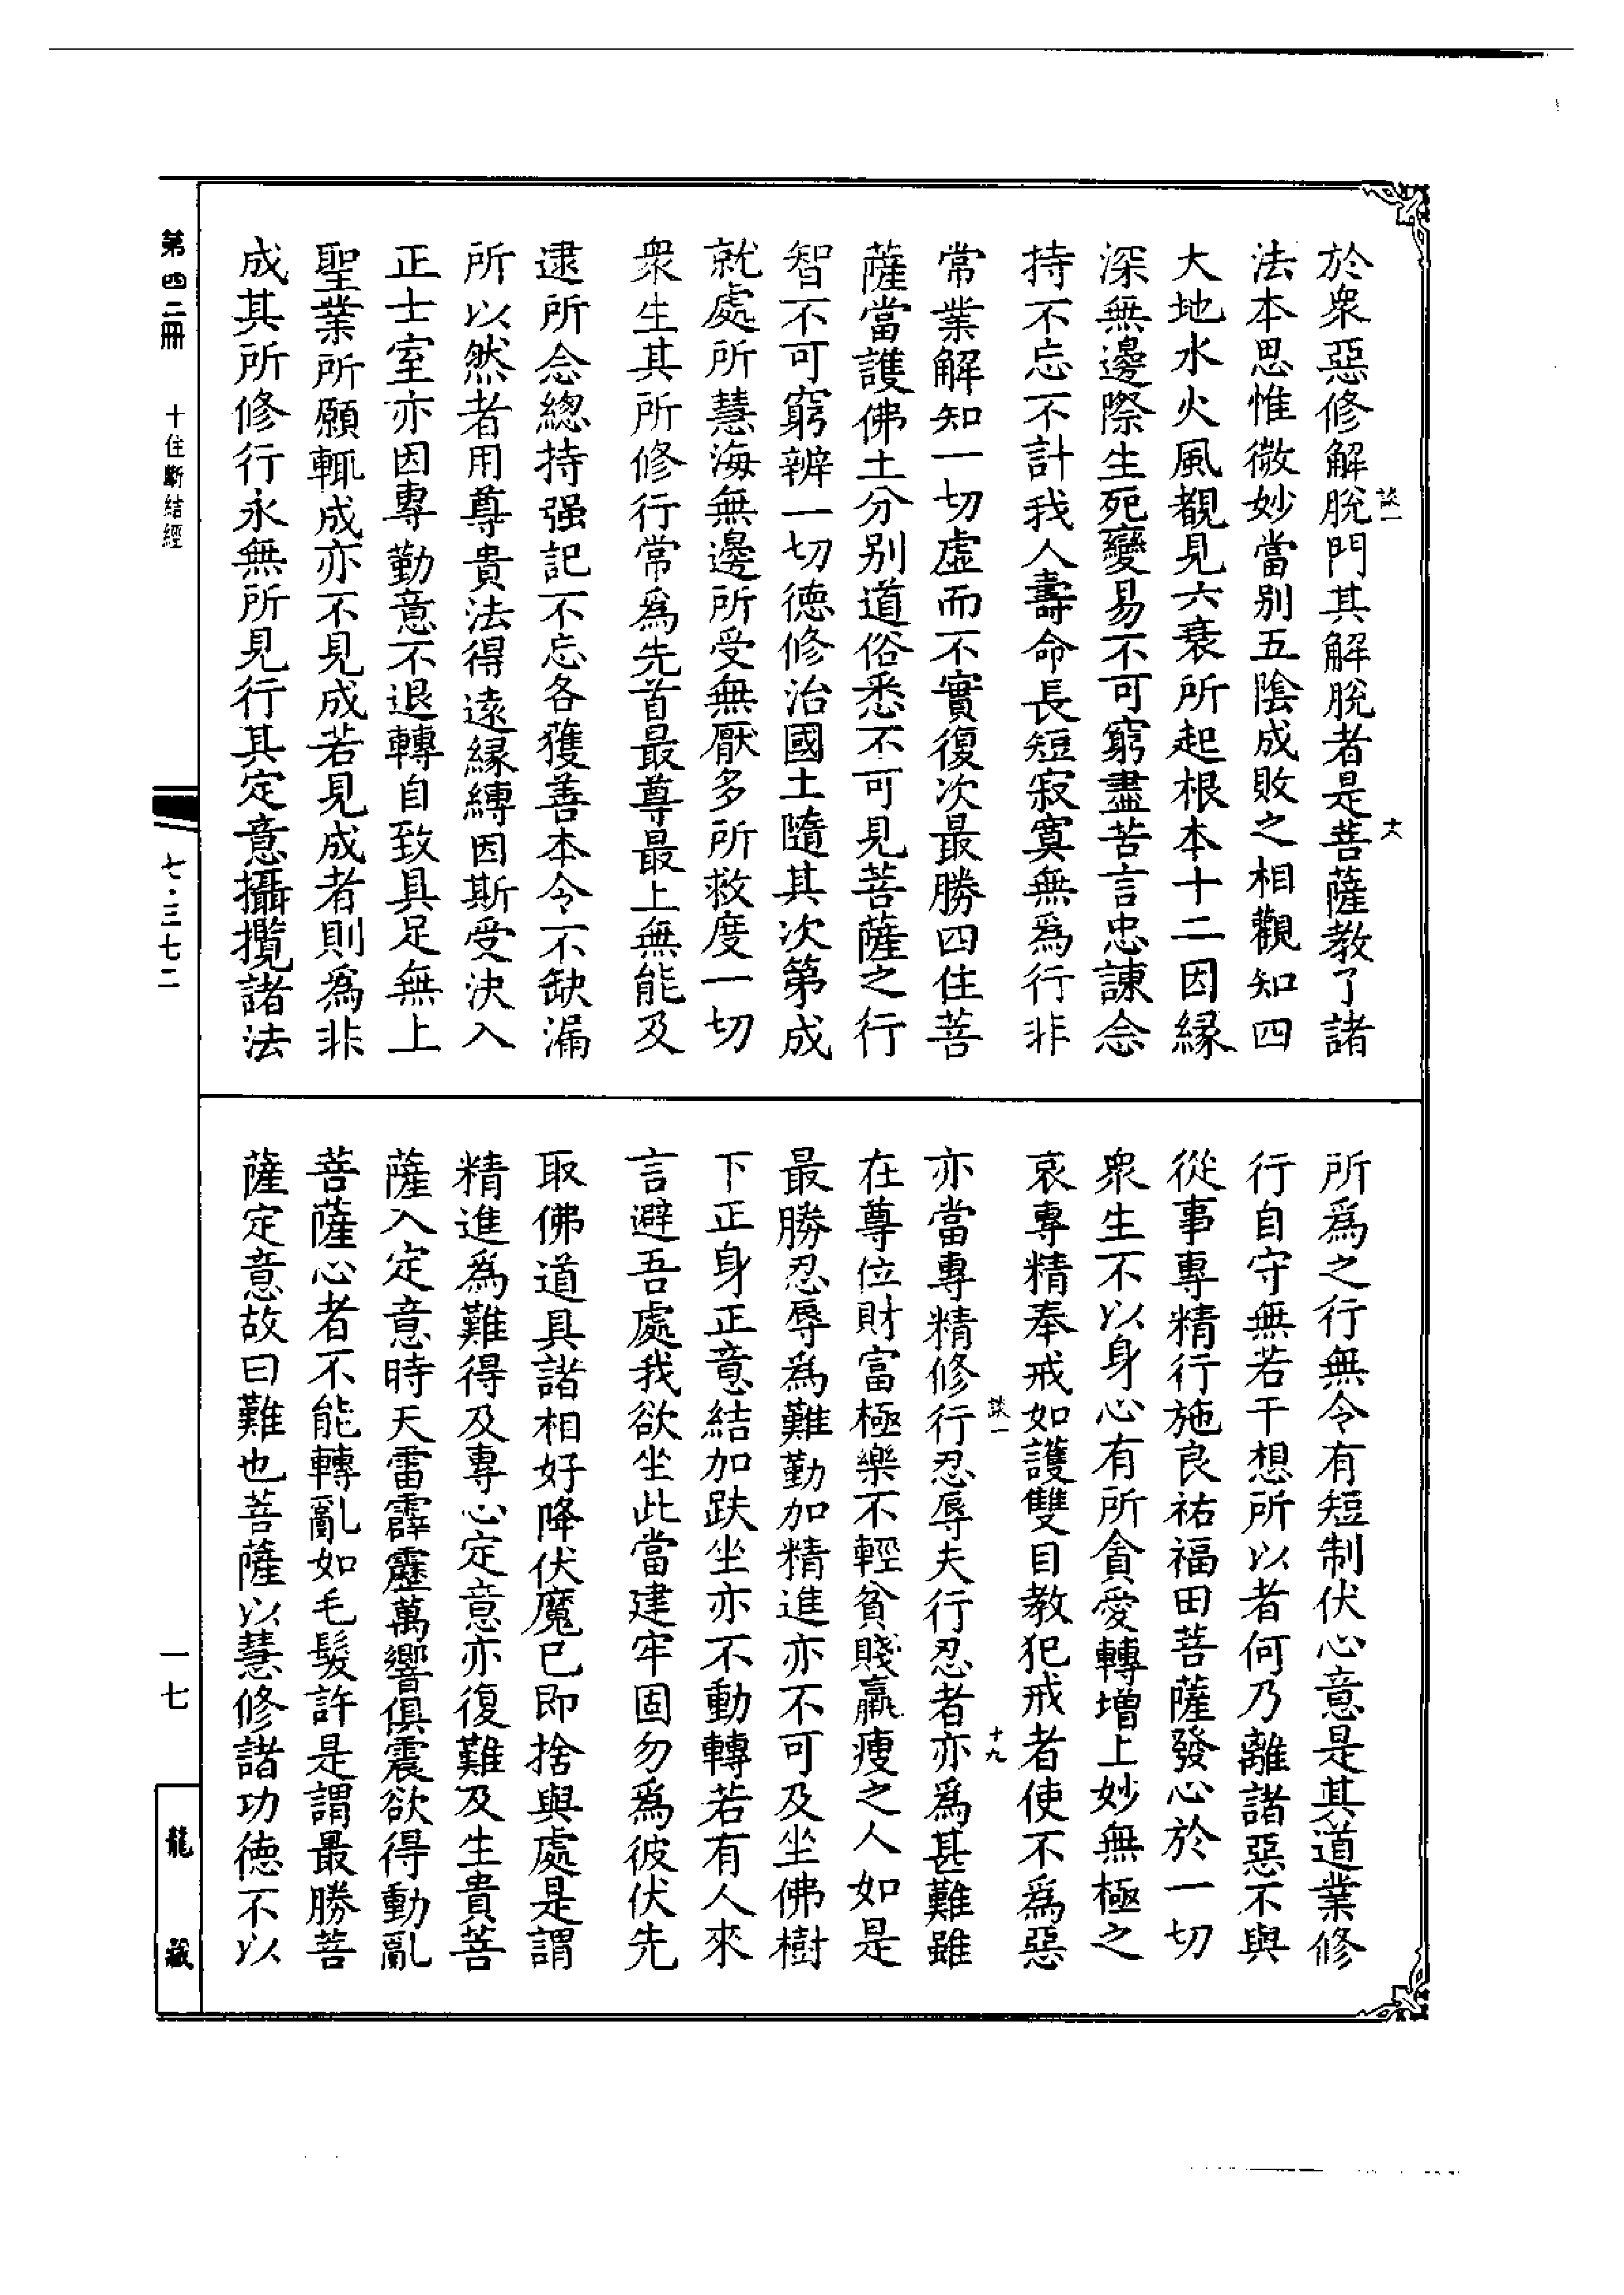 於衆惡修解脫門其解脫者是菩薩教了諸
談一
十八
法本思惟微妙當别五陰成敗之相觀知四
大地水火風覩見六衰所起根本十二因緣
深無邊際生死變易不可窮盡苦言忠諫念
持不忘不計我人壽命長短寂寞無爲行非
常業解知一切虛而不實復次最勝四住菩
薩當護佛土分别道俗悉不可見菩薩之行
智不可窮辨一切德修治國土隨其次第成
就處所慧海無邊所受無厭多所救度一切
衆生其所修行常爲先首最尊最上無能及
逮所念總持强記不忘各獲善本令不缺漏
所以然者用尊貴法得遠緣縛因斯受決入
正士室亦因專勤意不退轉自致具足無上
聖業所願輒成亦不見成若見成者則爲非
成其所修行永無所見行其定意攝攬諸法
所爲之行無令有短制伏心意是其道業修
行自守無若干想所以者何乃離諸惡不與
從事專精行施良祐福田菩薩發心於一切
衆生不以身心有所貪愛轉增上妙無極之
哀專精奉戒如護雙目教犯戒者使不爲惡
談一
十九
亦當專精修行忍辱夫行忍者亦爲甚難雖
在尊位財富極樂不輕貧賤羸瘦之人如是
最勝忍辱爲難勤加精進亦不可及坐佛樹
下正身正意結加趺坐亦不動轉若有人來
言避吾處我欲坐此當建牢固勿爲彼伏先
取佛道具諸相好降伏魔已即捨與處是謂
精進爲難得及專心定意亦復難及生貴菩
薩入定意時天雷霹靂萬響俱震欲得動亂
菩薩心者不能轉亂如毛髮許是謂最勝菩
薩定意故曰難也菩薩以慧修諸功德不以
第四二冊
十住斷結經
七·三七二
一七
龍藏